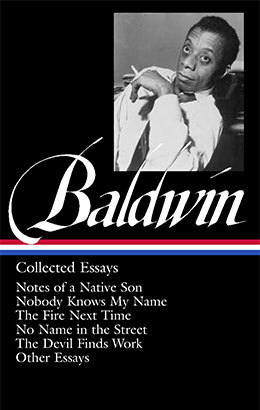 Baldwin
Collected Essays
Notes of a Native Son
Nobody Knows My Name
The Fire Next Time
No Name in the Street
The Devil Finds Work
Other Essays